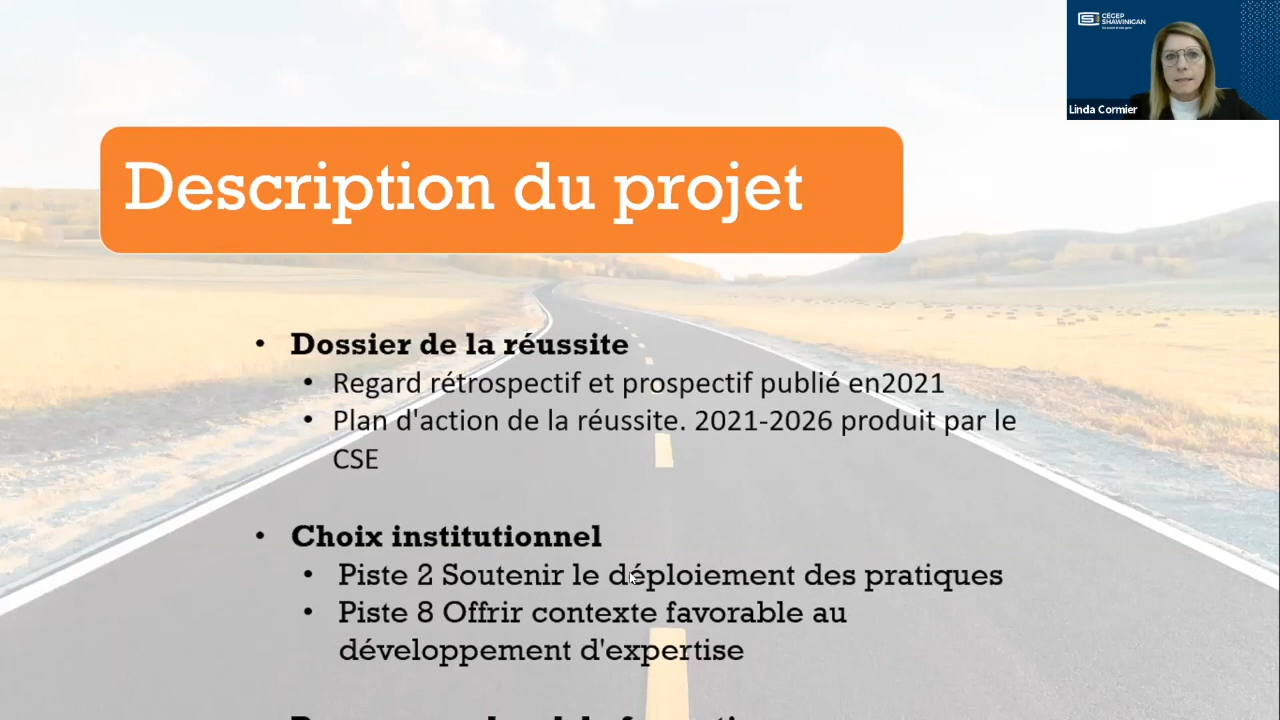 CÉGEP
SHAWINIGAN
Linda Cormier
Description du projet
• Dossier de la réussite
• Regard rétrospectif et prospectif publié en2021
• Plan d'action de la réussite. 2021-2026 produit par le
CSE
• Choix institutionnel
• Piste 2 Soutenir le déploiement des pratiques
• Piste 8 Offrir contexte favorable au
développement d'expertise